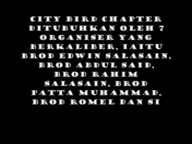 CITY BIRD CHAPTER
DITUBUHKAN OLEH 7
ORGANISER YANG
BERKALIBER, IAITU
BROD EDWIN SALASAIN,
BROD ABDUL SAID,
BROD RAHIM
SALASAIN, BROD
PATTA MUHAMMAD,
BROD ROMEL DAN SI